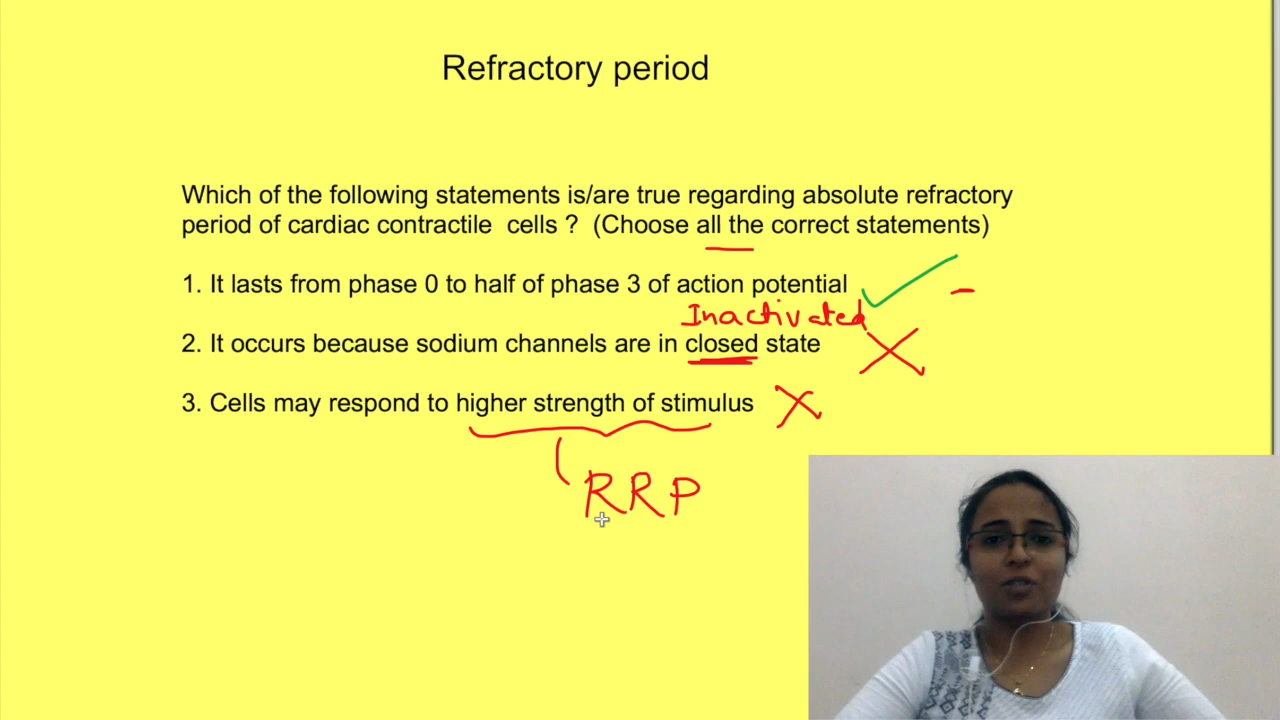 Refractory period
Which of the following statements is/are true regarding absolute refractory
period of cardiac contractile cells ? (Choose all the correct statements)
1. It lasts from phase 0 to half of phase 3 of action potential
Inactivated
2. It occurs because sodium channels are in closed state
3. Cells may respond to higher strength of stimulus
RRP